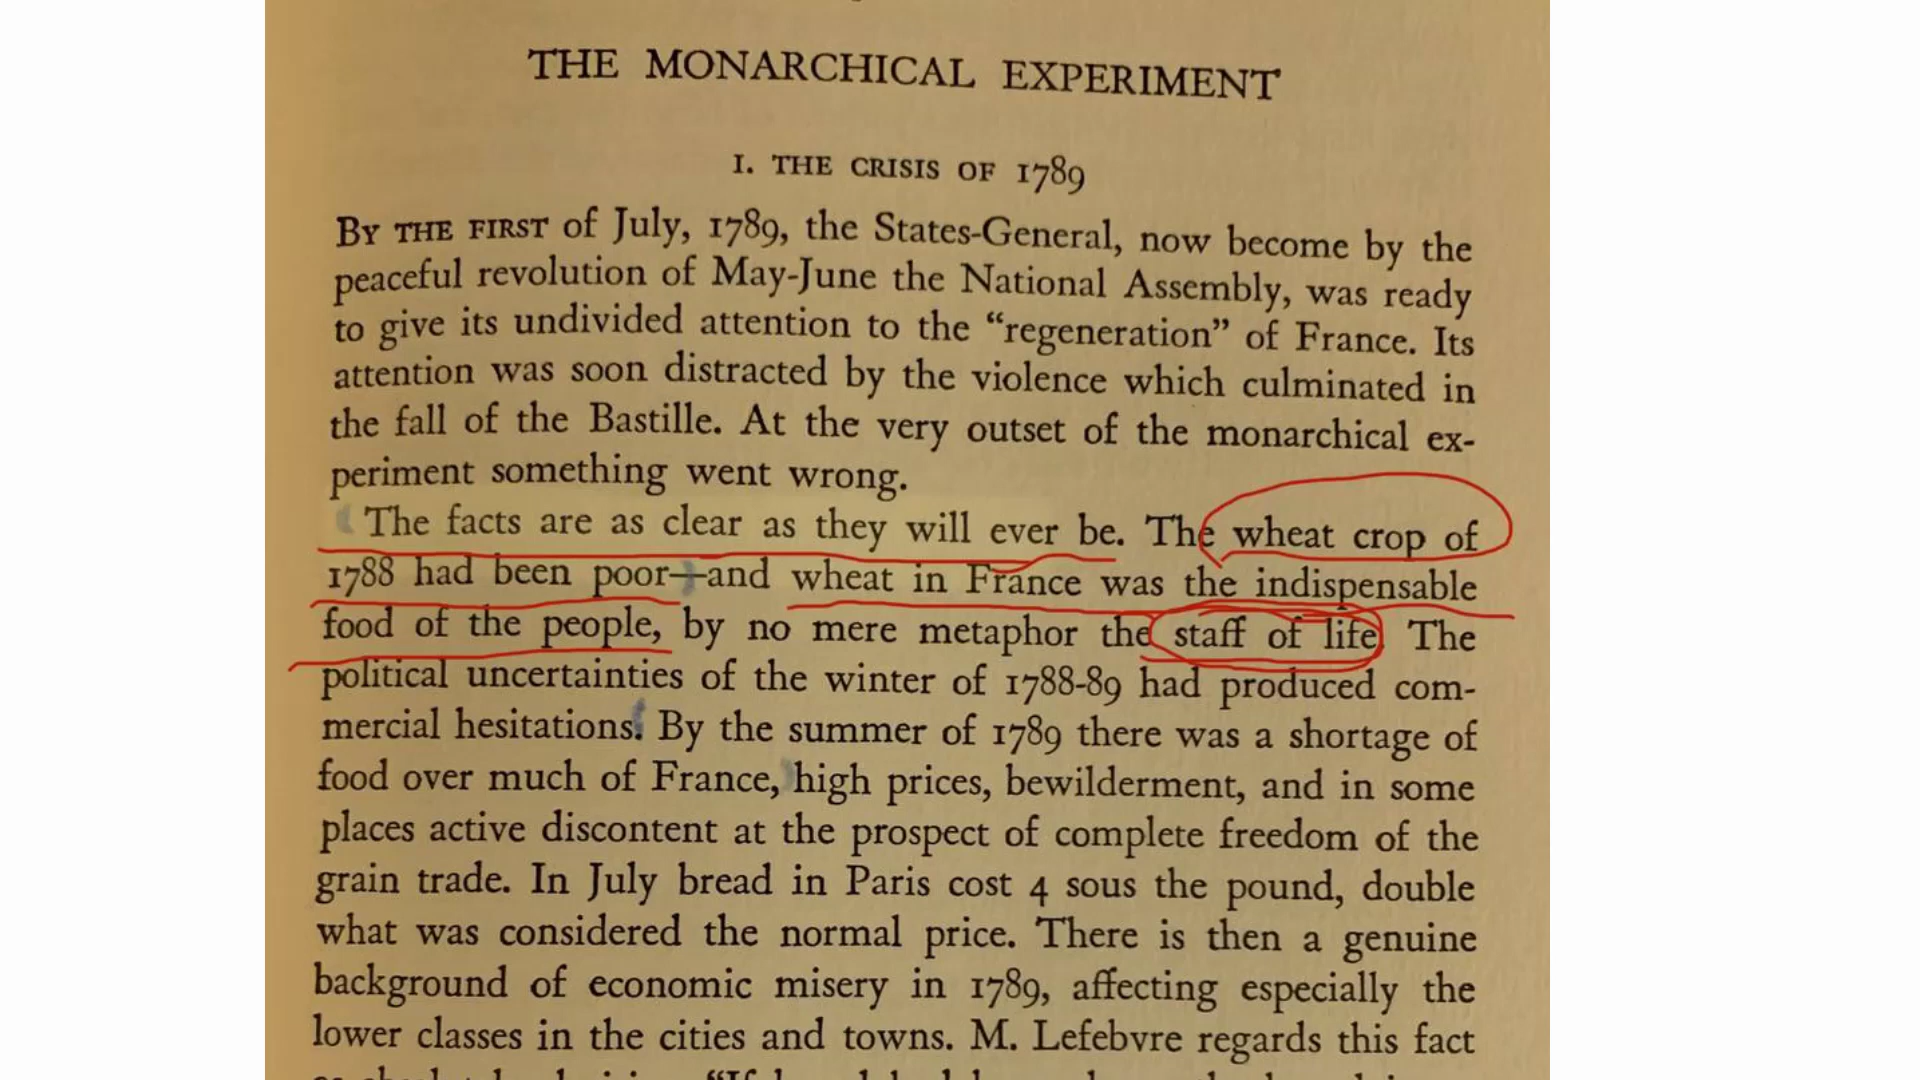 THE MONARCHICAL EXPERIMENT
I. THE CRISIS OF 1789
BY THE FIRST of July, 1789, the States-General, now become by the
peaceful revolution of May-June the National Assembly, was ready
to give its undivided attention to the “regeneration” of France. Its
attention was soon distracted by the violence which culminated in
the fall of the Bastille. At the very outset of the monarchical ex-
periment something went wrong.
The facts are as clear as they will ever be. The wheat crop of
1788 had been poor—and wheat in France was the indispensable
food of the people, by no mere metaphor the staff of life. The
political uncertainties of the winter of 1788-89 had produced com-
mercial hesitations. By the summer of 1789 there was a shortage of
food over much of France, high prices, bewilderment, and in some
places active discontent at the prospect of complete freedom of the
grain trade. In July bread in Paris cost 4 sous the pound, double
what was considered the normal price. There is then a genuine
background of economic misery in 1789, affecting especially the
lower classes in the cities and towns. M. Lefebvre regards this fact